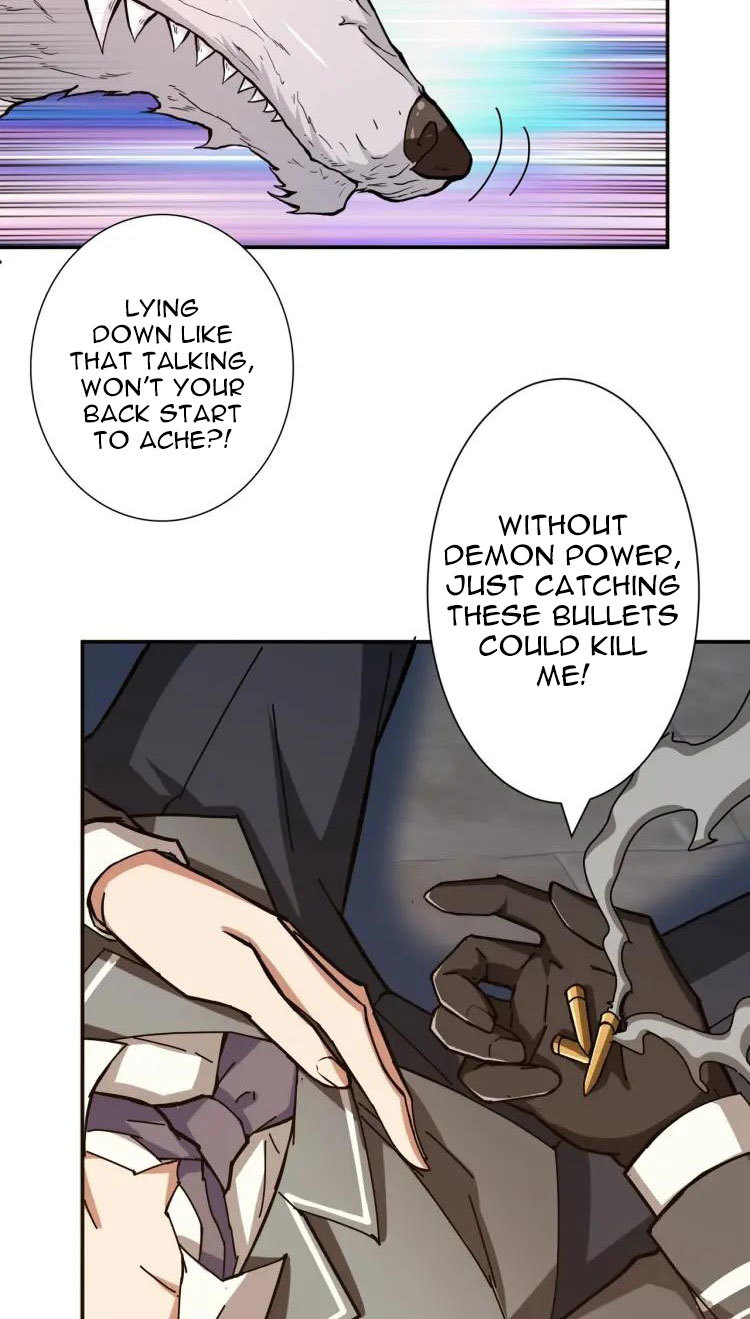 LYING
DOWN LIKE
THAT TALKING,
WON'T YOUR
BACK START
TO ACHE?!
WITHOUT
DEMON POWER,
JUST CATCHING
THESE BULLETS
COULD KILL
ME!